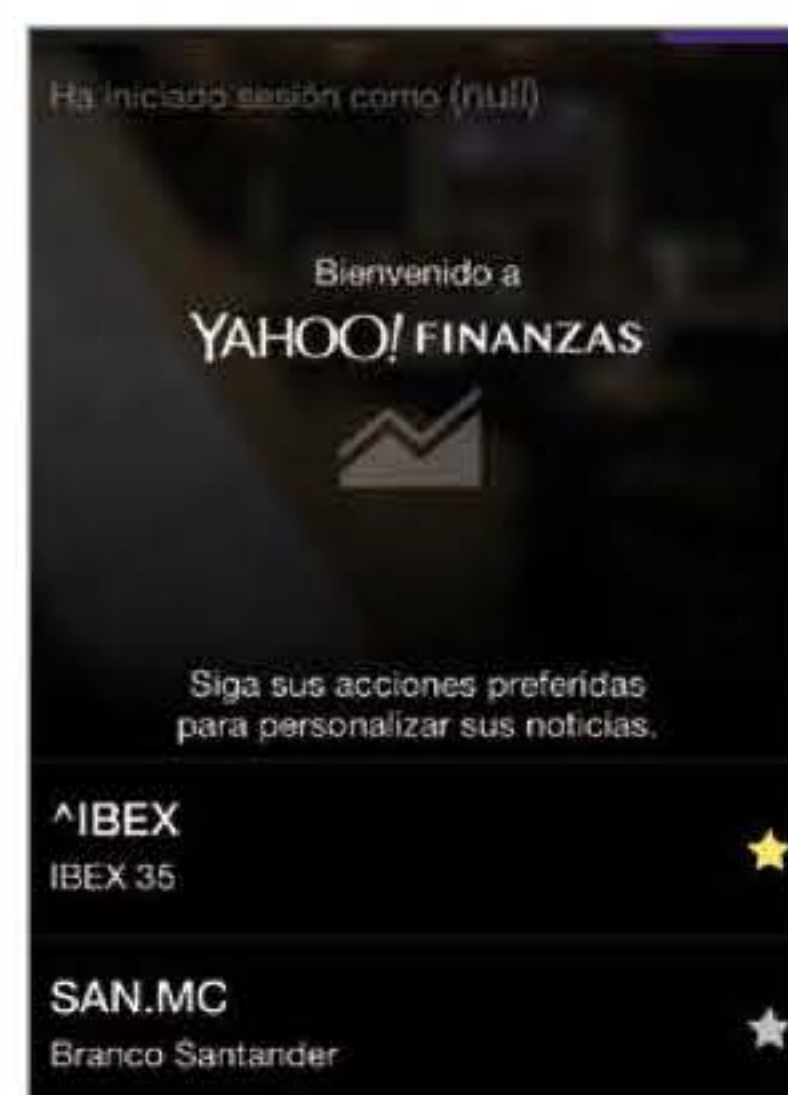 Ha iniciado sesión como (null)
Bienvenido a
YAHOO! FINANZAS
Siga sus acciones preferidas
para personalizar sus noticias.
^IBEX
IBEX 35
SAN.MC
Branco Santander